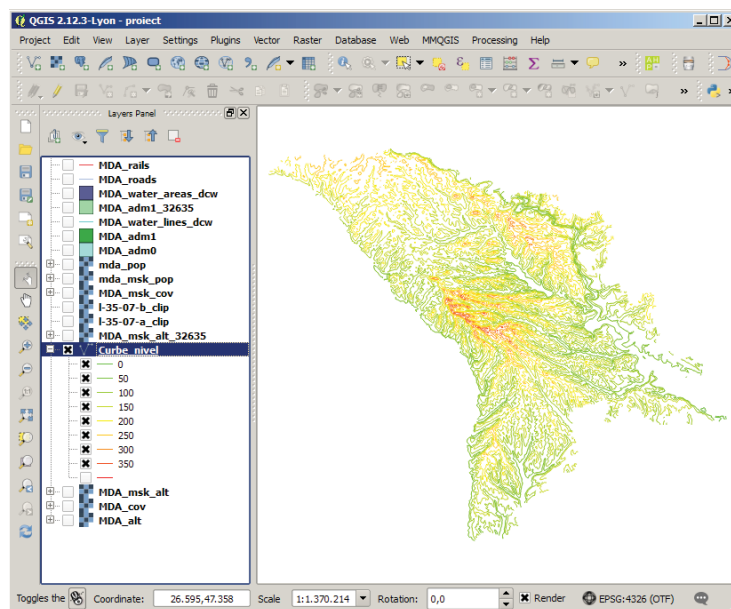 QGIS 2.12.3-Lyon - proiect
Project Edit View Layer Settings Plugins Vector Raster Database Web MMQGIS Processing Help
Layers Panel
MDA_rails
MDA_roads
MDA_water_areas_dcw
MDA_adm1_32635
MDA_water_lines_dcw
MDA_adm1
MDA_adm0
mda_pop
mda_msk_pop
MDA_msk_cov
l-35-07-b_clip
l-35-07-a_clip
MDA_msk_alt_32635
Curbe_nivel
0
50
100
150
200
250
300
350
MDA_msk_alt
MDA_cov
MDA_alt
Toggles the Coordinate: 26.595,47.358 Scale 1:1.370.214 Rotation: 0,0 Render EPSG:4326 (OTF)